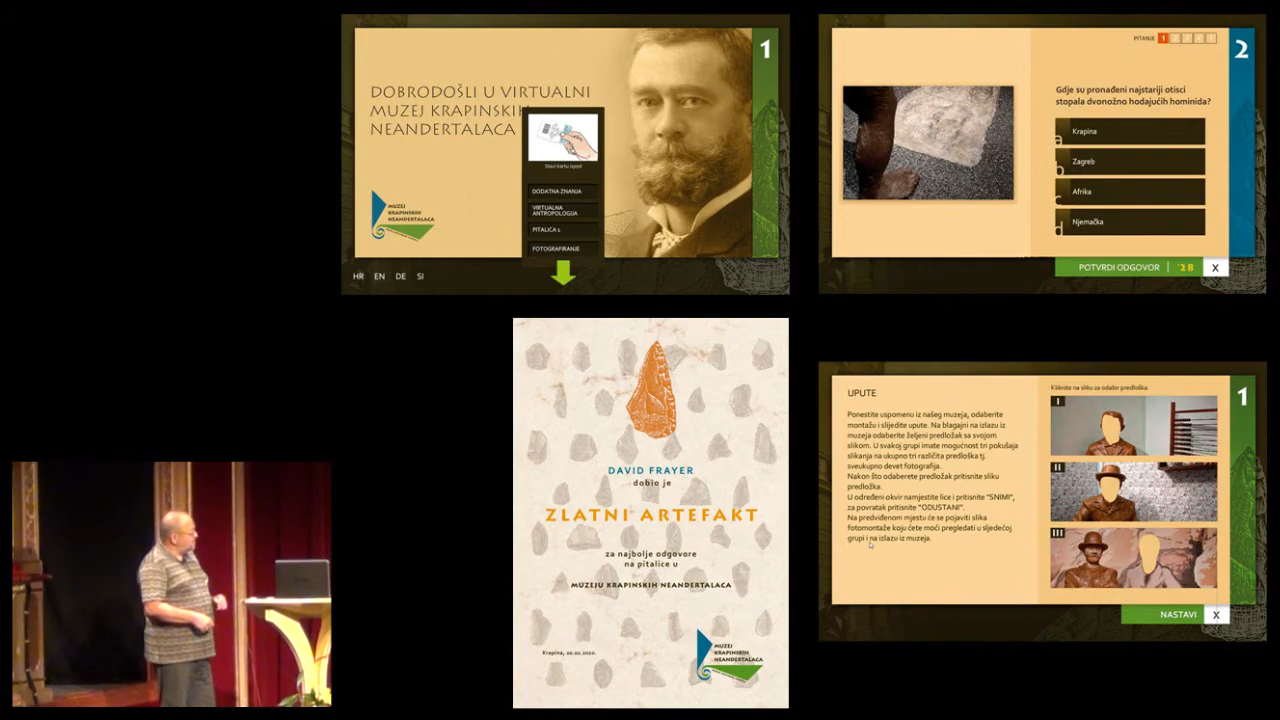 1
DOBRODOŠLI U VIRTUALNI
MUZEJ KRAPINSKIH
NEANDERTALACA
Stavi kartu ispod
DODATNA ZNANJA
VIRTUALNA
ANTROPOLOGIJA
PITALICA 1
FOTOGRAFIRANJE
MUZEJ
KRAPINSKIH
NEANDERTALACA
HR EN DE SI
PITANJE 1 2 3 4 5
2
Gdje su pronađeni najstariji otisci
stopala dvonožno hodajućih hominida?
a Krapina
b Zagreb
c Afrika
d Njemačka
POTVRDI ODGOVOR | '28 X
DAVID FRAYER
dobio je
ZLATNI ARTEFAKT
za najbolje odgovore
na pitalice u
MUZEJU KRAPINSKIH NEANDERTALACA
MUZEJ
KRAPINSKIH
NEANDERTALACA
UPUTE
Ponestite uspomenu iz našeg muzeja, odaberite
montažu i slijedite upute. Na blagajni na izlazu iz
muzeja odaberite željeni predložak sa svojom
slikom. U svakoj grupi imate mogućnost tri pokušaja
slikanja na ukupno tri različita predloška tj.
sveukupno devet fotografija.
Nakon što odaberete predložak pritisnite sliku
predložka.
U određeni okvir namjestite lice i pritisnite "SNIMI",
za povratak pritisnite "ODUSTANI".
Na predviđenom mjestu će se pojaviti slika
fotomontaže koju ćete moći pregledati u sljedećoj
grupi i na izlazu iz muzeja.
Kliknite na sliku za odabir predloška.
I
II
III
1
NASTAVI X